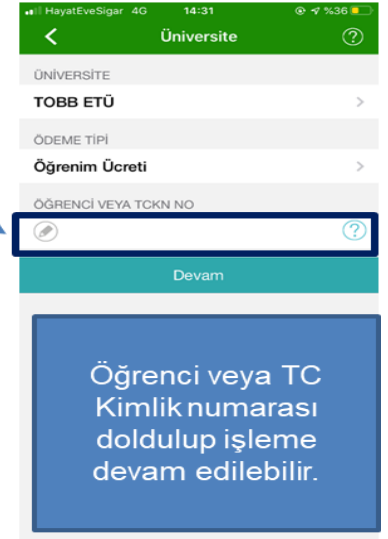 HayatEveSigar 4G 14:31 %36
Üniversite
ÜNİVERSİTE
TOBB ETÜ
ÖDEME TİPİ
Öğrenim Ücreti
ÖĞRENCİ VEYA TCKN NO
Devam
Öğrenci veya TC
Kimlik numarası
doldulup işleme
devam edilebilir.